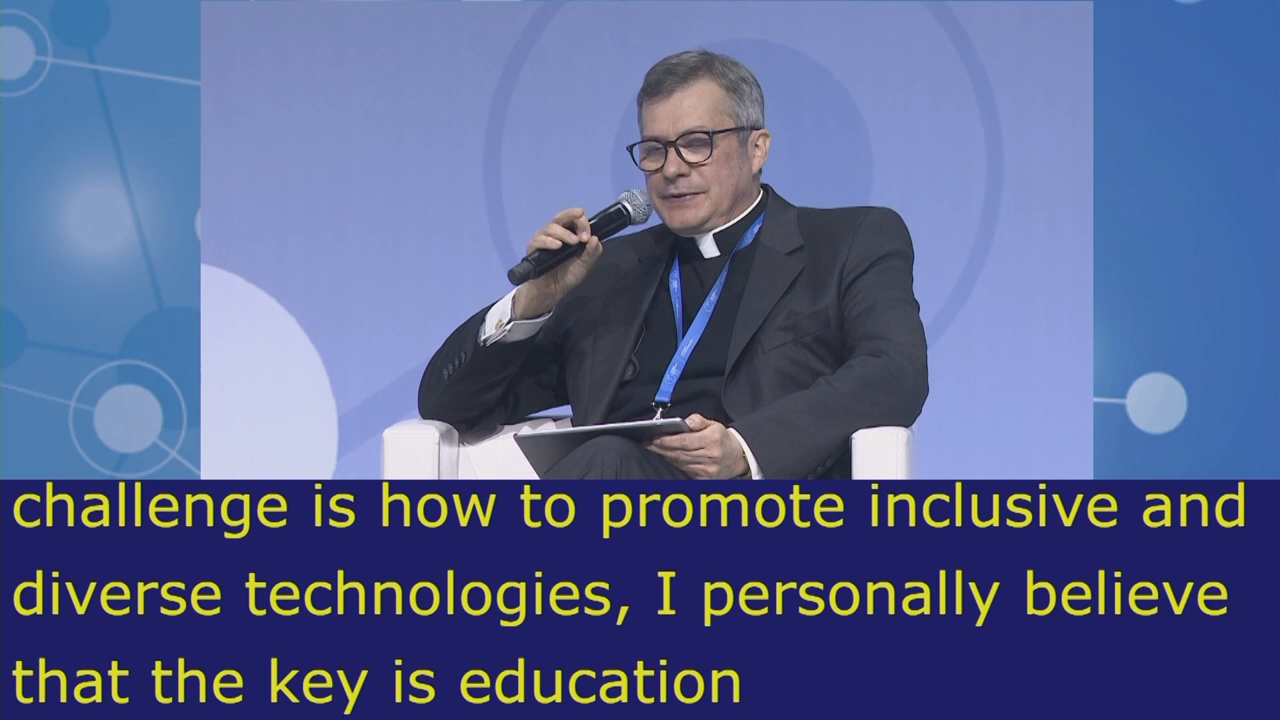 challenge is how to promote inclusive and
diverse technologies, I personally believe
that the key is education